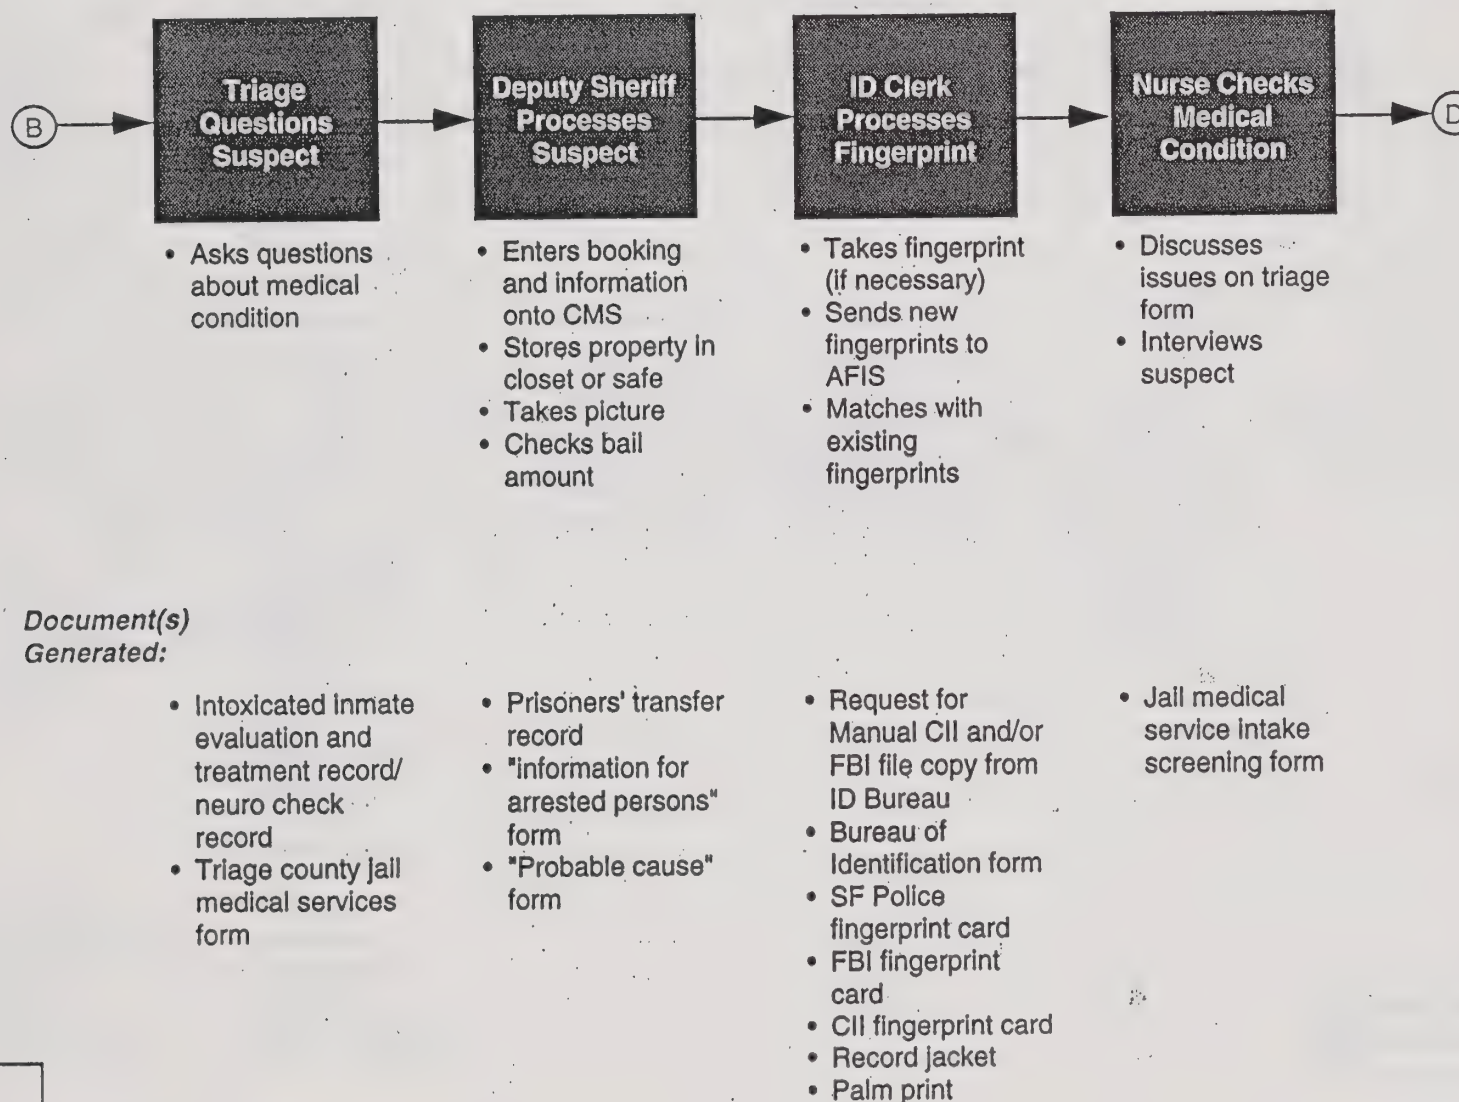 B
Triage
Questions
Suspect
Deputy Sheriff
Processes
Suspect
ID Clerk
Processes
Fingerprint
Nurse Checks
Medical
Condition
D
• Asks questions
about medical
condition
• Enters booking
and information
onto CMS
• Stores property in
closet or safe
• Takes picture
• Checks bail
amount
• Takes fingerprint
(if necessary)
• Sends new
fingerprints to
AFIS
• Matches with
existing
fingerprints
• Discusses
issues on triage
form
• Interviews
suspect
Document(s)
Generated:
• Intoxicated inmate
evaluation and
treatment record/
neuro check
record
• Triage county jail
medical services
form
• Prisoners' transfer
record
• "information for
arrested persons"
form
• "Probable cause"
form
• Request for
Manual CII and/or
FBI file copy from
ID Bureau
• Bureau of
Identification form
• SF Police
fingerprint card
• FBI fingerprint
card
• CII fingerprint card
• Record jacket
• Palm print
• Jail medical
service intake
screening form